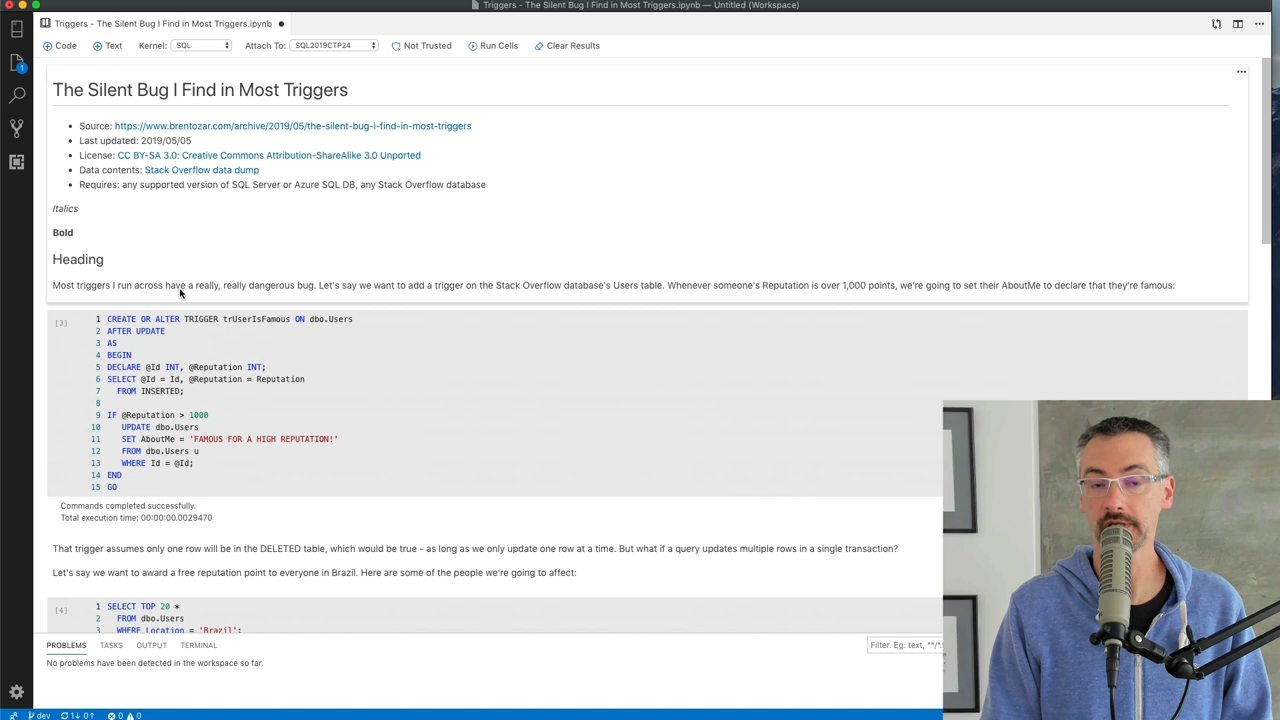 Triggers - The Silent Bug I Find in Most Triggers.ipynb — Untitled (Workspace)
Triggers - The Silent Bug I Find in Most Triggers.ipynb
Code Text Kernel: SQL Attach To: SQL2019CTP24 Not Trusted Run Cells Clear Results
1
The Silent Bug I Find in Most Triggers
Source: https://www.brentozar.com/archive/2019/05/the-silent-bug-i-find-in-most-triggers
Last updated: 2019/05/05
License: CC BY-SA 3.0: Creative Commons Attribution-ShareAlike 3.0 Unported
Data contents: Stack Overflow data dump
Requires: any supported version of SQL Server or Azure SQL DB, any Stack Overflow database
Italics
Bold
Heading
Most triggers I run across have a really, really dangerous bug. Let's say we want to add a trigger on the Stack Overflow database's Users table. Whenever someone's Reputation is over 1,000 points, we're going to set their AboutMe to declare that they're famous:
[3] 1 CREATE OR ALTER TRIGGER trUserIsFamous ON dbo.Users
2 AFTER UPDATE
3 AS
4 BEGIN
5 DECLARE @Id INT, @Reputation INT;
6 SELECT @Id = Id, @Reputation = Reputation
7 FROM INSERTED;
8
9 IF @Reputation > 1000
10 UPDATE dbo.Users
11 SET AboutMe = 'FAMOUS FOR A HIGH REPUTATION!'
12 FROM dbo.Users u
13 WHERE Id = @Id;
14 END
15 GO
Commands completed successfully.
Total execution time: 00:00:00.0029470
That trigger assumes only one row will be in the DELETED table, which would be true - as long as we only update one row at a time. But what if a query updates multiple rows in a single transaction?
Let's say we want to award a free reputation point to everyone in Brazil. Here are some of the people we're going to affect:
[4] 1 SELECT TOP 20 *
2 FROM dbo.Users
3 WHERE Location = 'Brazil';
PROBLEMS TASKS OUTPUT TERMINAL Filter. Eg: text, **/*
No problems have been detected in the workspace so far.
dev 1↓ 0↑ 0 0